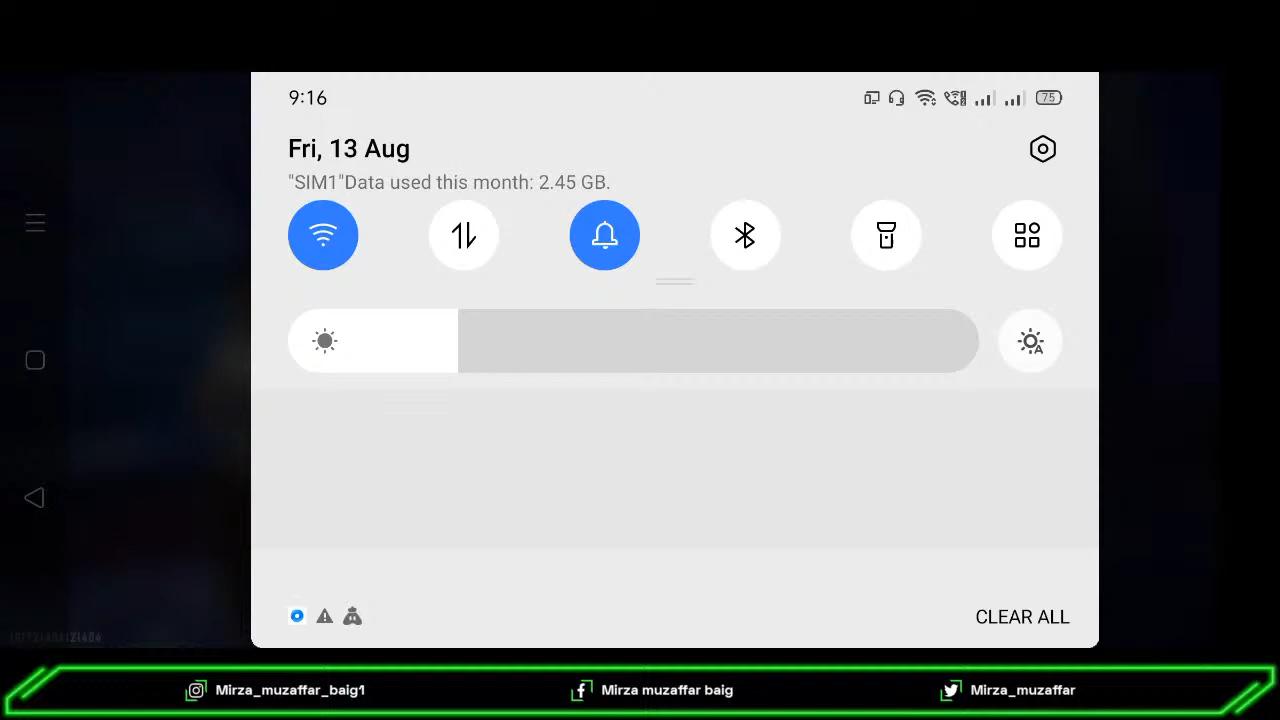 9:16
75
Fri, 13 Aug
"SIM1"Data used this month: 2.45 GB.
CLEAR ALL
Mirza_muzaffar_baig1
Mirza muzaffar baig
Mirza_muzaffar